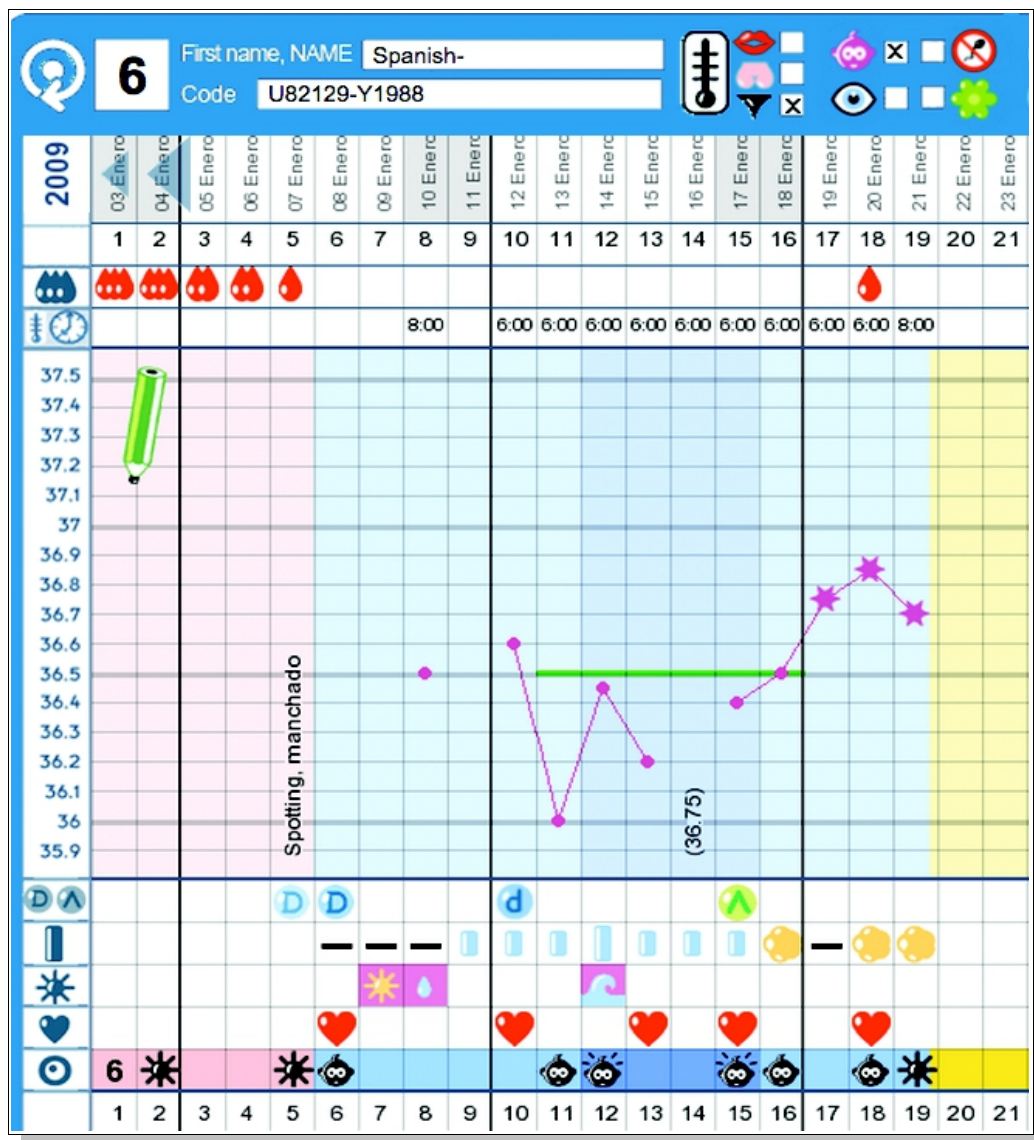 6
First name, NAME Spanish-
Code U82129-Y1988
X
X
2009
03 Enero 04 Enero 05 Enero 06 Enero 07 Enero 08 Enero 09 Enero 10 Enero 11 Enero 12 Enero 13 Enero 14 Enero 15 Enero 16 Enero 17 Enero 18 Enero 19 Enero 20 Enero 21 Enero 22 Enero 23 Enero
1 2 3 4 5 6 7 8 9 10 11 12 13 14 15 16 17 18 19 20 21
8:00 6:00 6:00 6:00 6:00 6:00 6:00 6:00 6:00 6:00 8:00
37.5
37.4
37.3
37.2
37.1
37
36.9
36.8
36.7
36.6
36.5
36.4
36.3
36.2
36.1
36
35.9
Spotting, manchado
(36.75)
D Λ D D d Λ
6
1 2 3 4 5 6 7 8 9 10 11 12 13 14 15 16 17 18 19 20 21